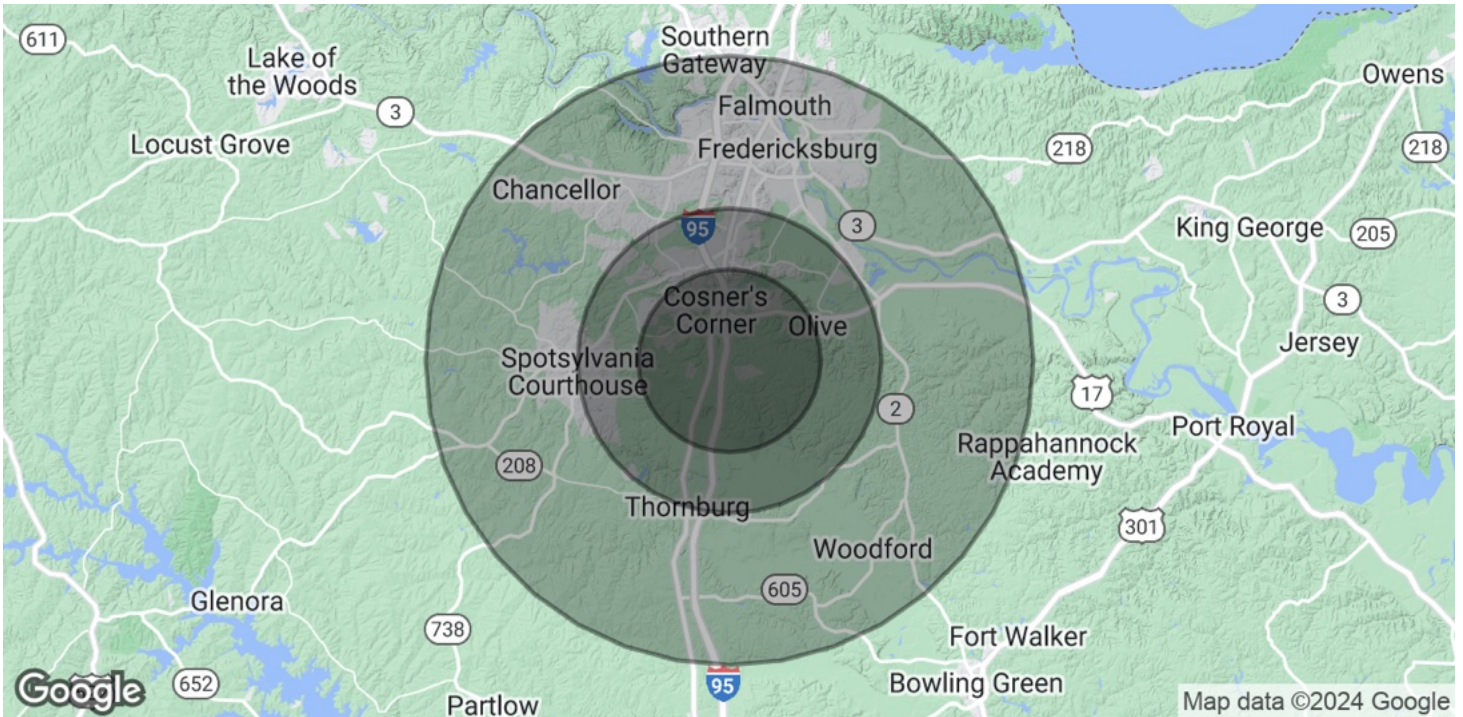 611
Lake of
the Woods
3
Locust Grove
Southern
Gateway
Falmouth
Fredericksburg
Chancellor
95
3
218
Owens
218
King George
205
3
Jersey
Cosner's
Corner
Olive
Spotsylvania
Courthouse
2
17
Port Royal
Rappahannock
Academy
208
Thornburg
301
Woodford
605
Glenora
738
Fort Walker
652
95
Bowling Green
Partlow
Google
Map data ©2024 Google